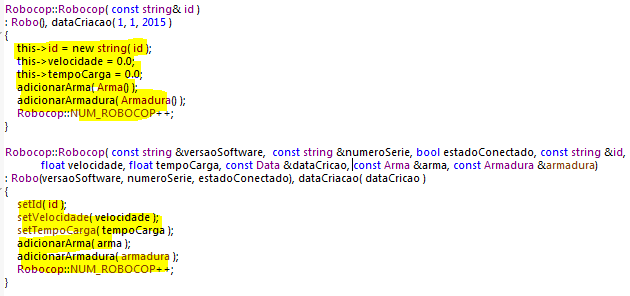 Robocop::Robocop( const string& id )
: Robo(), dataCriacao( 1, 1, 2015 )
{
this->id = new string( id );
this->velocidade = 0.0;
this->tempoCarga = 0.0;
adicionarArma( Arma() );
adicionarArmadura( Armadura() );
Robocop::NUM_ROBOCOP++;
}
Robocop::Robocop( const string &versaoSoftware, const string &numeroSerie, bool estadoConectado, const string &id,
float velocidade, float tempoCarga, const Data &dataCricao, const Arma &arma, const Armadura &armadura)
: Robo(versaoSoftware, numeroSerie, estadoConectado), dataCriacao( dataCricao )
{
setId( id );
setVelocidade( velocidade );
setTempoCarga( tempoCarga );
adicionarArma( arma );
adicionarArmadura( armadura );
Robocop::NUM_ROBOCOP++;
}